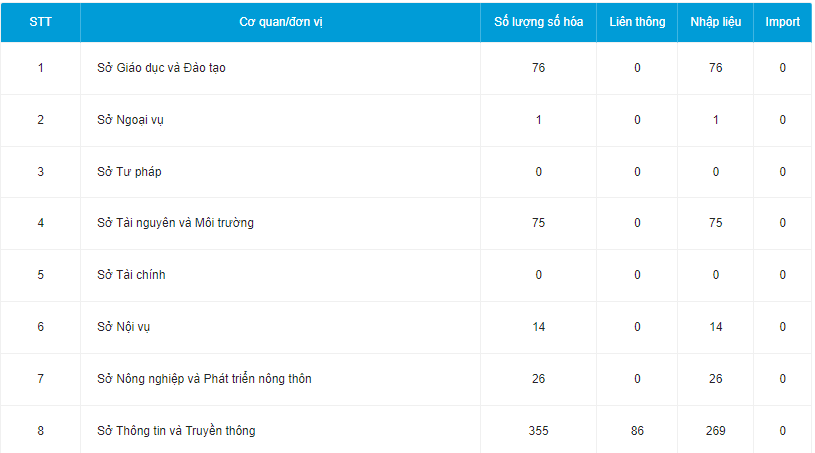 STT Cơ quan/đơn vị Số lượng số hóa Liên thông Nhập liệu Import
1 Sở Giáo dục và Đào tạo 76 0 76 0
2 Sở Ngoại vụ 1 0 1 0
3 Sở Tư pháp 0 0 0 0
4 Sở Tài nguyên và Môi trường 75 0 75 0
5 Sở Tài chính 0 0 0 0
6 Sở Nội vụ 14 0 14 0
7 Sở Nông nghiệp và Phát triển nông thôn 26 0 26 0
8 Sở Thông tin và Truyền thông 355 86 269 0